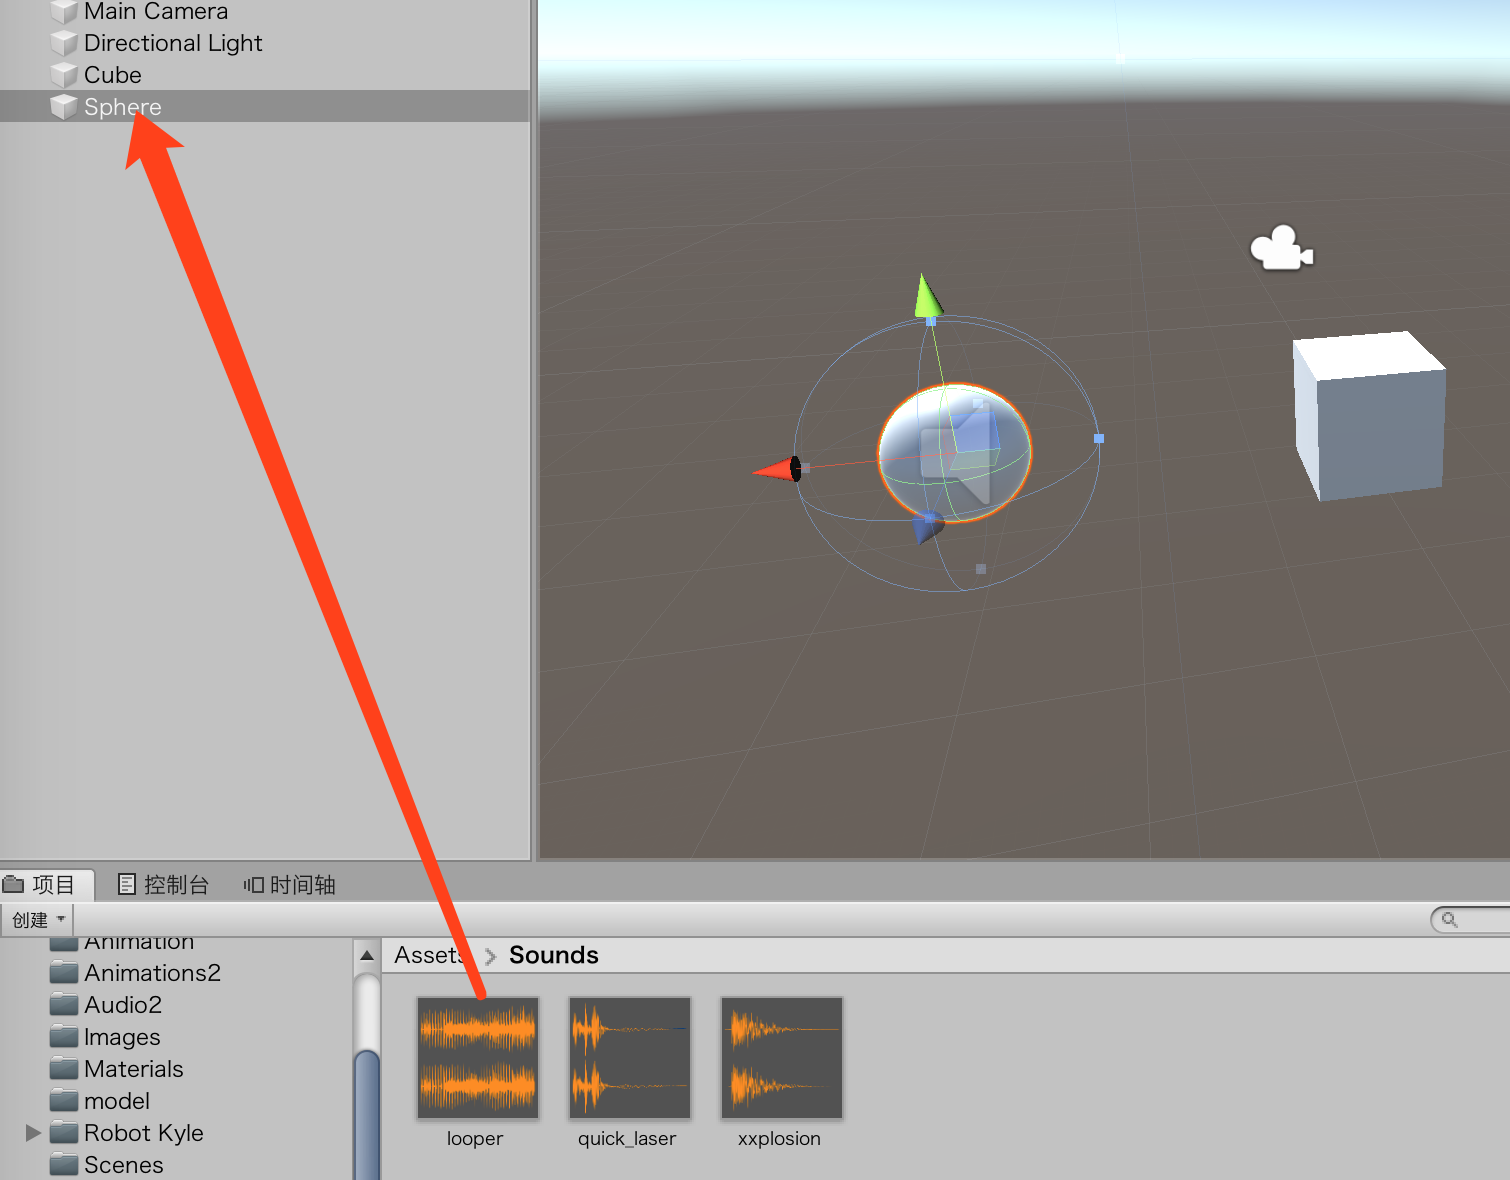 Main Camera
Directional Light
Cube
Sphere
项目
控制台
时间轴
创建
Animation
Animations2
Audio2
Images
Materials
model
Robot Kyle
Scenes
Assets
Sounds
looper
quick_laser
xxplosion